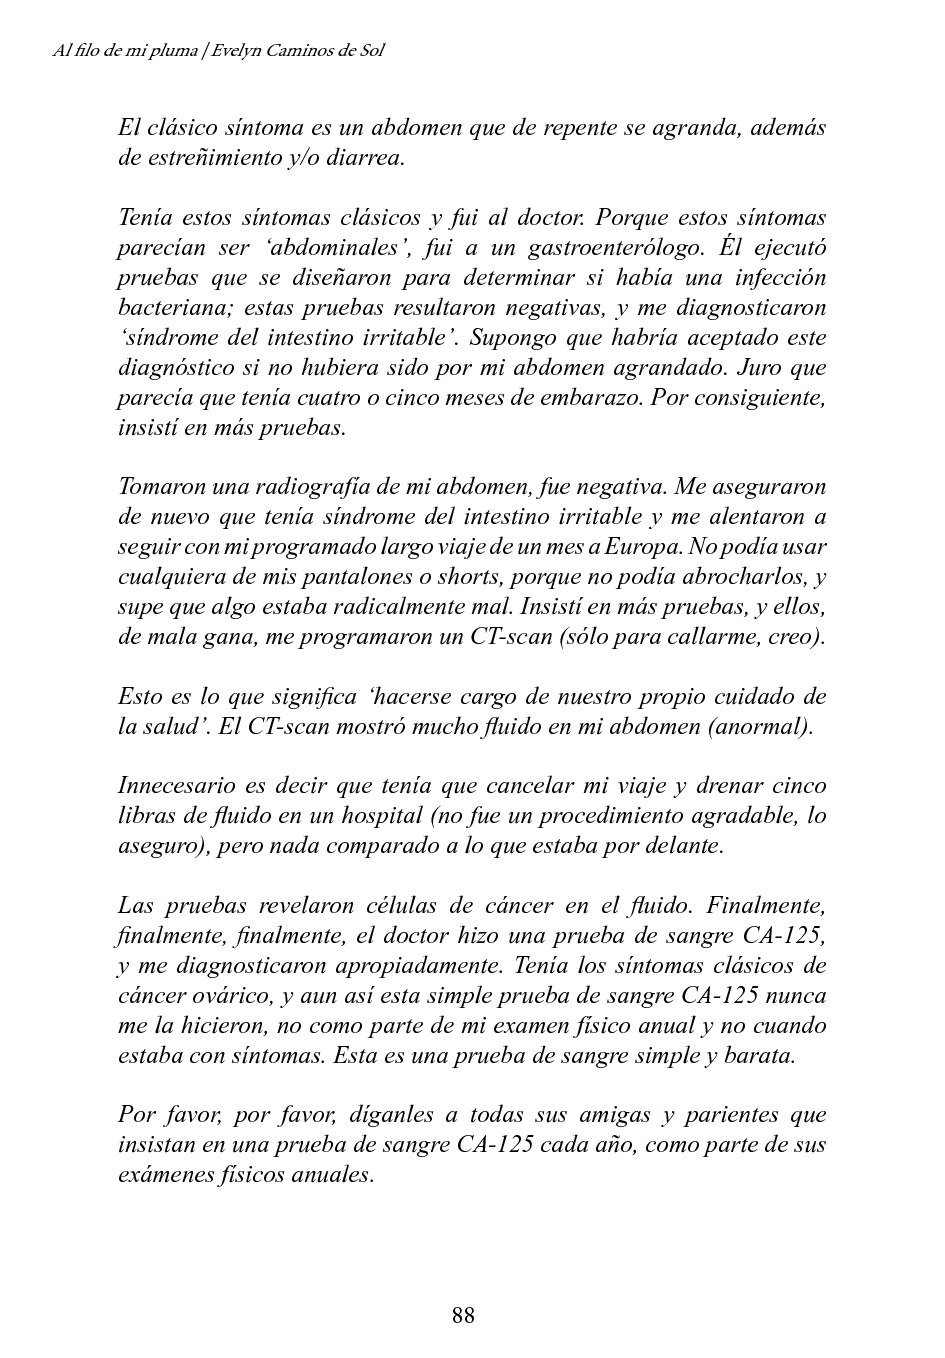 Al filo de mi pluma | Evelyn Caminos de Sol
El clásico síntoma es un abdomen que de repente se agranda, además
de estreñimiento y/o diarrea.
Tenía estos síntomas clásicos y fui al doctor. Porque estos síntomas
parecían ser ‘abdominales’, fui a un gastroenterólogo. Él ejecutó
pruebas que se diseñaron para determinar si había una infección
bacteriana; estas pruebas resultaron negativas, y me diagnosticaron
‘síndrome del intestino irritable’. Supongo que habría aceptado este
diagnóstico si no hubiera sido por mi abdomen agrandado. Juro que
parecía que tenía cuatro o cinco meses de embarazo. Por consiguiente,
insistí en más pruebas.
Tomaron una radiografía de mi abdomen, fue negativa. Me aseguraron
de nuevo que tenía síndrome del intestino irritable y me alentaron a
seguir con mi programado largo viaje de un mes a Europa. No podía usar
cualquiera de mis pantalones o shorts, porque no podía abrocharlos, y
supe que algo estaba radicalmente mal. Insistí en más pruebas, y ellos,
de mala gana, me programaron un CT-scan (sólo para callarme, creo).
Esto es lo que significa ‘hacerse cargo de nuestro propio cuidado de
la salud’. El CT-scan mostró mucho fluido en mi abdomen (anormal).
Innecesario es decir que tenía que cancelar mi viaje y drenar cinco
libras de fluido en un hospital (no fue un procedimiento agradable, lo
aseguro), pero nada comparado a lo que estaba por delante.
Las pruebas revelaron células de cáncer en el fluido. Finalmente,
finalmente, finalmente, el doctor hizo una prueba de sangre CA-125,
y me diagnosticaron apropiadamente. Tenía los síntomas clásicos de
cáncer ovárico, y aun así esta simple prueba de sangre CA-125 nunca
me la hicieron, no como parte de mi examen físico anual y no cuando
estaba con síntomas. Esta es una prueba de sangre simple y barata.
Por favor, por favor, díganles a todas sus amigas y parientes que
insistan en una prueba de sangre CA-125 cada año, como parte de sus
exámenes físicos anuales.
88